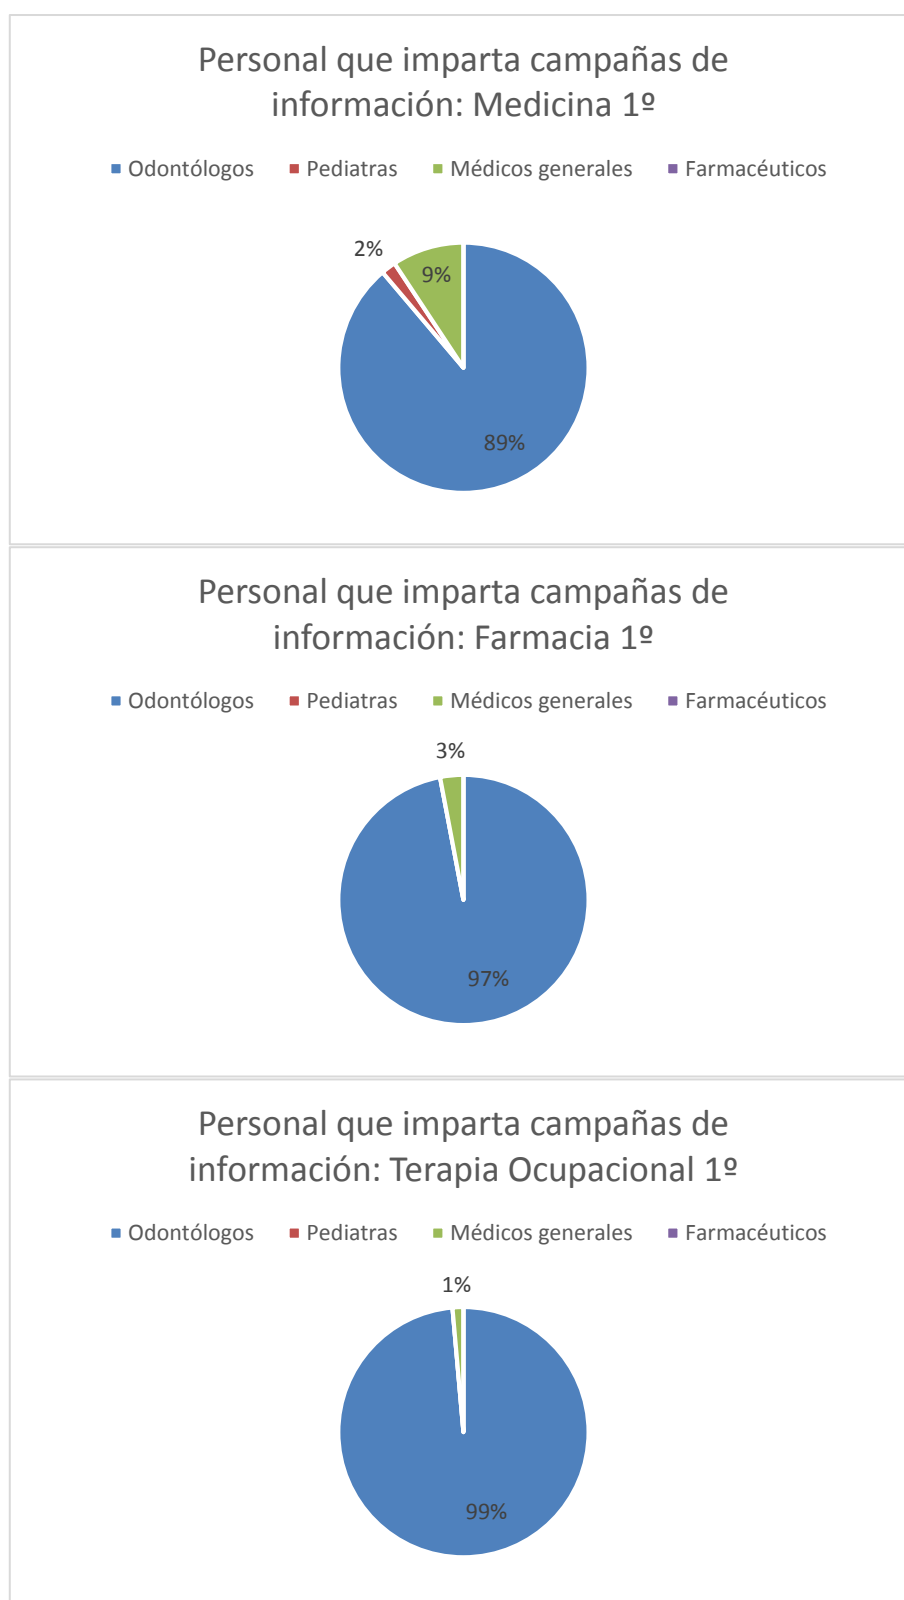 Personal que imparta campañas de
información: Medicina 1º
Odontólogos Pediatras Médicos generales Farmacéuticos
2%
9%
89%
Personal que imparta campañas de
información: Farmacia 1º
Odontólogos Pediatras Médicos generales Farmacéuticos
3%
97%
Personal que imparta campañas de
información: Terapia Ocupacional 1º
Odontólogos Pediatras Médicos generales Farmacéuticos
1%
99%